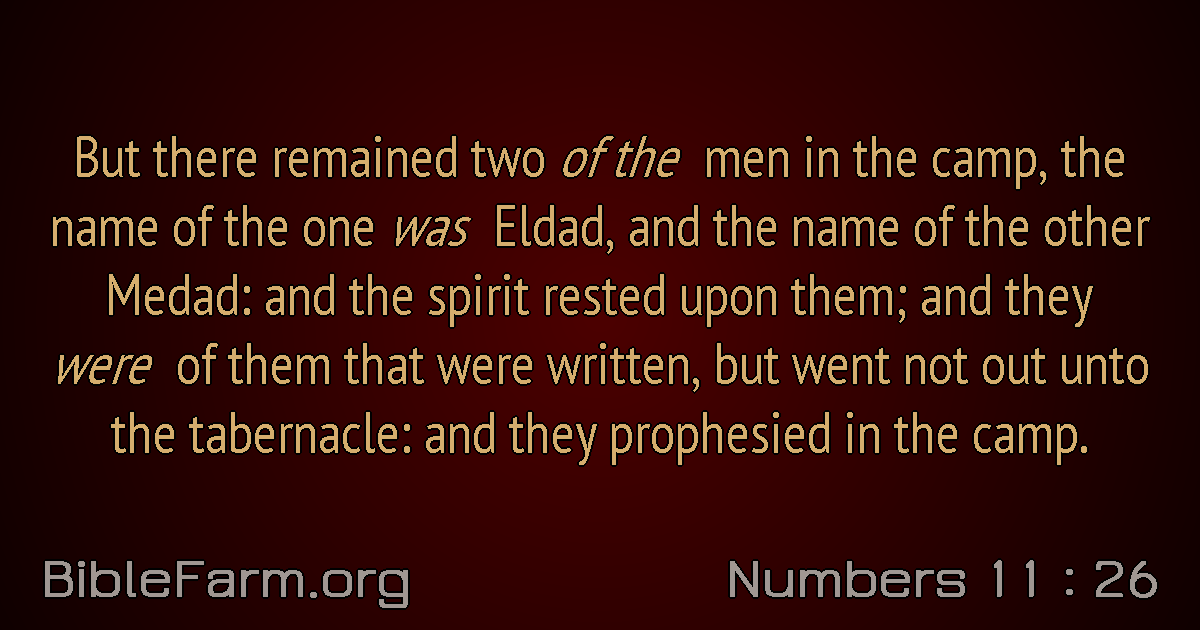 But there remained two of the men in the camp, the
name of the one was Eldad, and the name of the other
Medad: and the spirit rested upon them; and they
were of them that were written, but went not out unto
the tabernacle: and they prophesied in the camp.
BibleFarm.org
Numbers 11 : 26